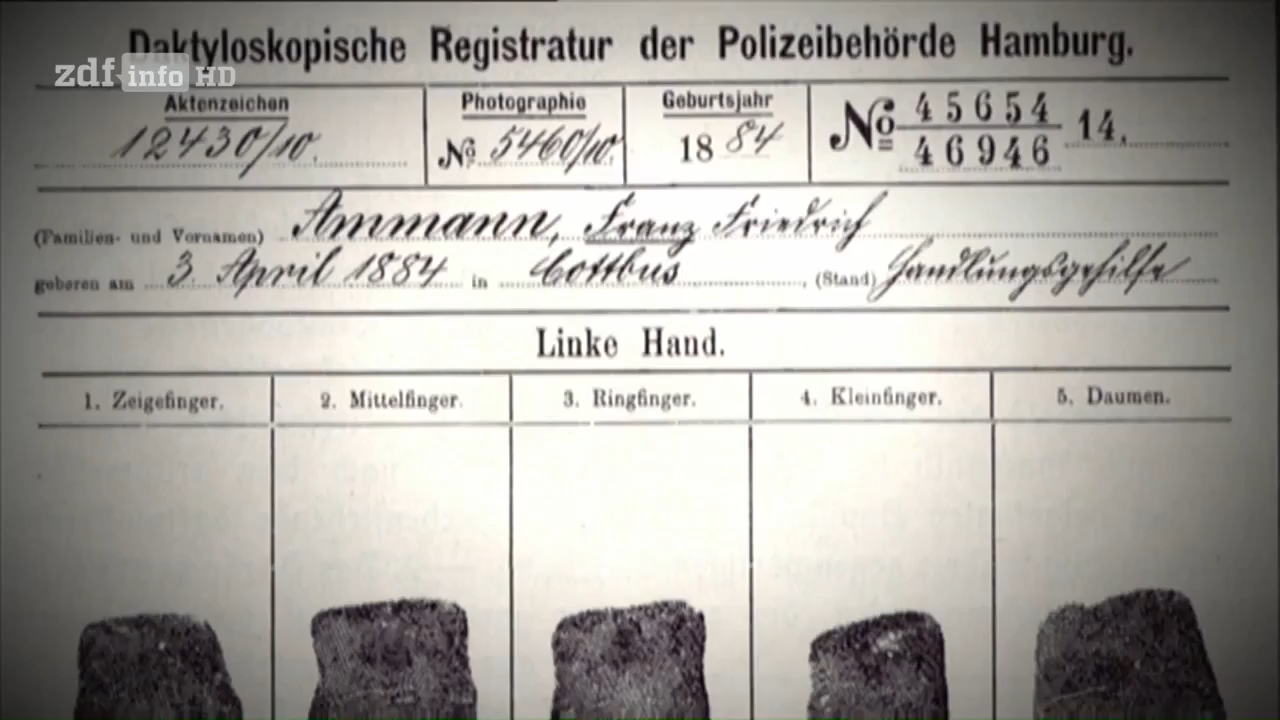 Daktyloskopische Registratur der Polizeibehörde Hamburg.
zdf info HD
Aktenzeichen Photographie Geburtsjahr № 45654
12430/10. № 5460/10. 1884 46946 14.
(Familien- und Vornamen) Ammann, Franz Friedrich
geboren am 3. April 1884 in Cottbus, (Stand) Handlungsgehilfe
Linke Hand.
1. Zeigefinger. 2. Mittelfinger. 3. Ringfinger. 4. Kleinfinger. 5. Daumen.